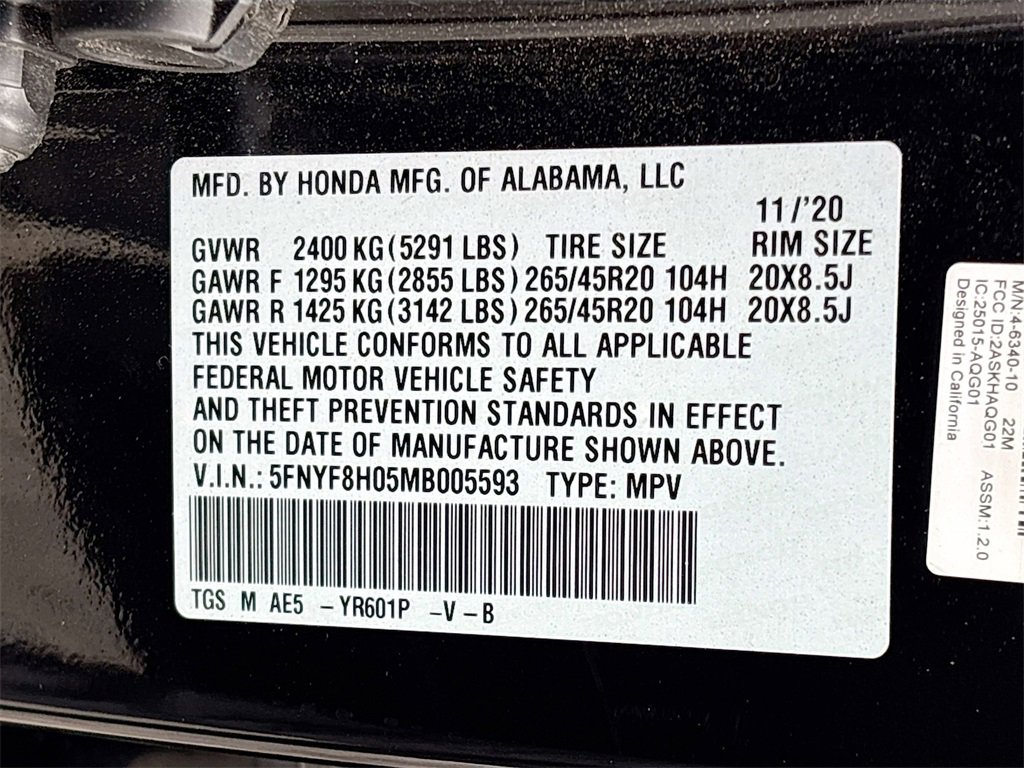 MFD. BY HONDA MFG. OF ALABAMA, LLC
11/'20
GVWR 2400 KG (5291 LBS) TIRE SIZE RIM SIZE
GAWR F 1295 KG (2855 LBS) 265/45R20 104H 20X8.5J
GAWR R 1425 KG (3142 LBS) 265/45R20 104H 20X8.5J
THIS VEHICLE CONFORMS TO ALL APPLICABLE
FEDERAL MOTOR VEHICLE SAFETY
AND THEFT PREVENTION STANDARDS IN EFFECT
ON THE DATE OF MANUFACTURE SHOWN ABOVE.
V.I.N.: 5FNYF8H05MB005593 TYPE: MPV
TGS M AE5 -YR601P -V -B
M/N:4-6340-10 22M
FCC ID:2ASKHAQG01 ASSM:1.2.0
IC:25015-AQG01
Designed in California